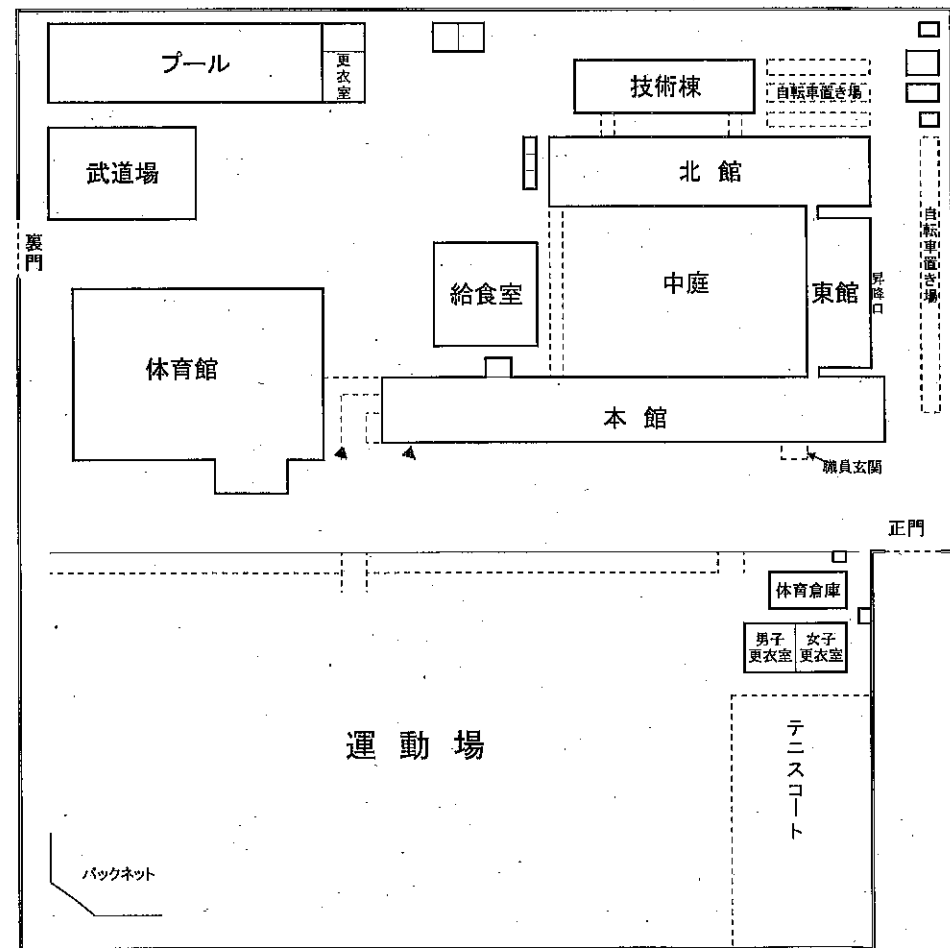 プール
更衣室
技術棟
自転車置き場
武道場
北館
裏門
自転車置き場
給食室
中庭
東館
昇降口
体育館
本館
職員玄関
正門
体育倉庫
男子
更衣室
女子
更衣室
運動場
テニスコート
バックネット